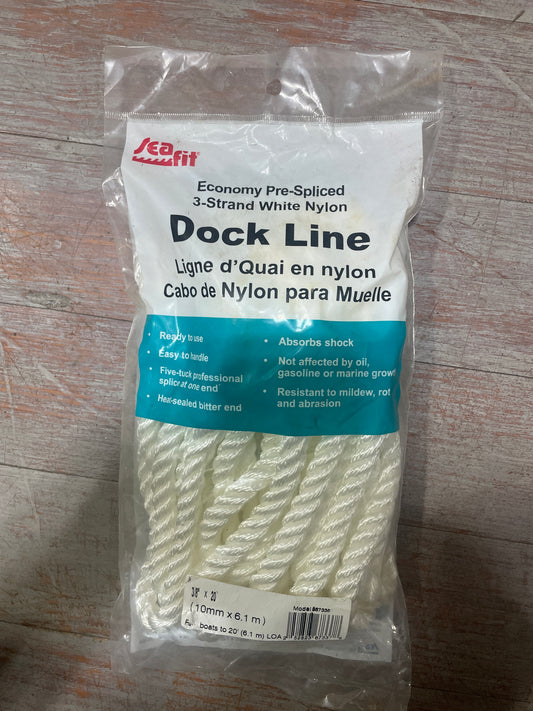 Seafit®
Economy Pre-Spliced
3-Strand White Nylon
Dock Line
Ligne d'Quai en nylon
Cabo de Nylon para Muelle
• Ready to use
• Easy to handle
• Five-tuck professional
splice at one end
• Heat-sealed bitter end
• Absorbs shock
• Not affected by oil,
gasoline or marine growth
• Resistant to mildew, rot
and abrasion
3/8" x 20'
(10mm x 6.1 m)
boats to 20' (6.1 m) LOA
Model